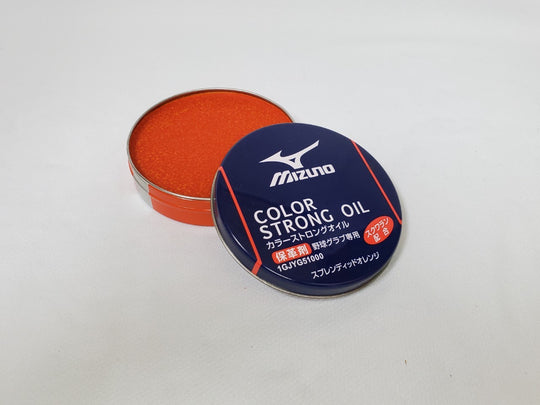 MIZUNO
COLOR
STRONG OIL
カラーストロングオイル
保革剤 野球グラブ専用
スクワラン
配合
1GJYG51000
スプレンディッドオレンジ